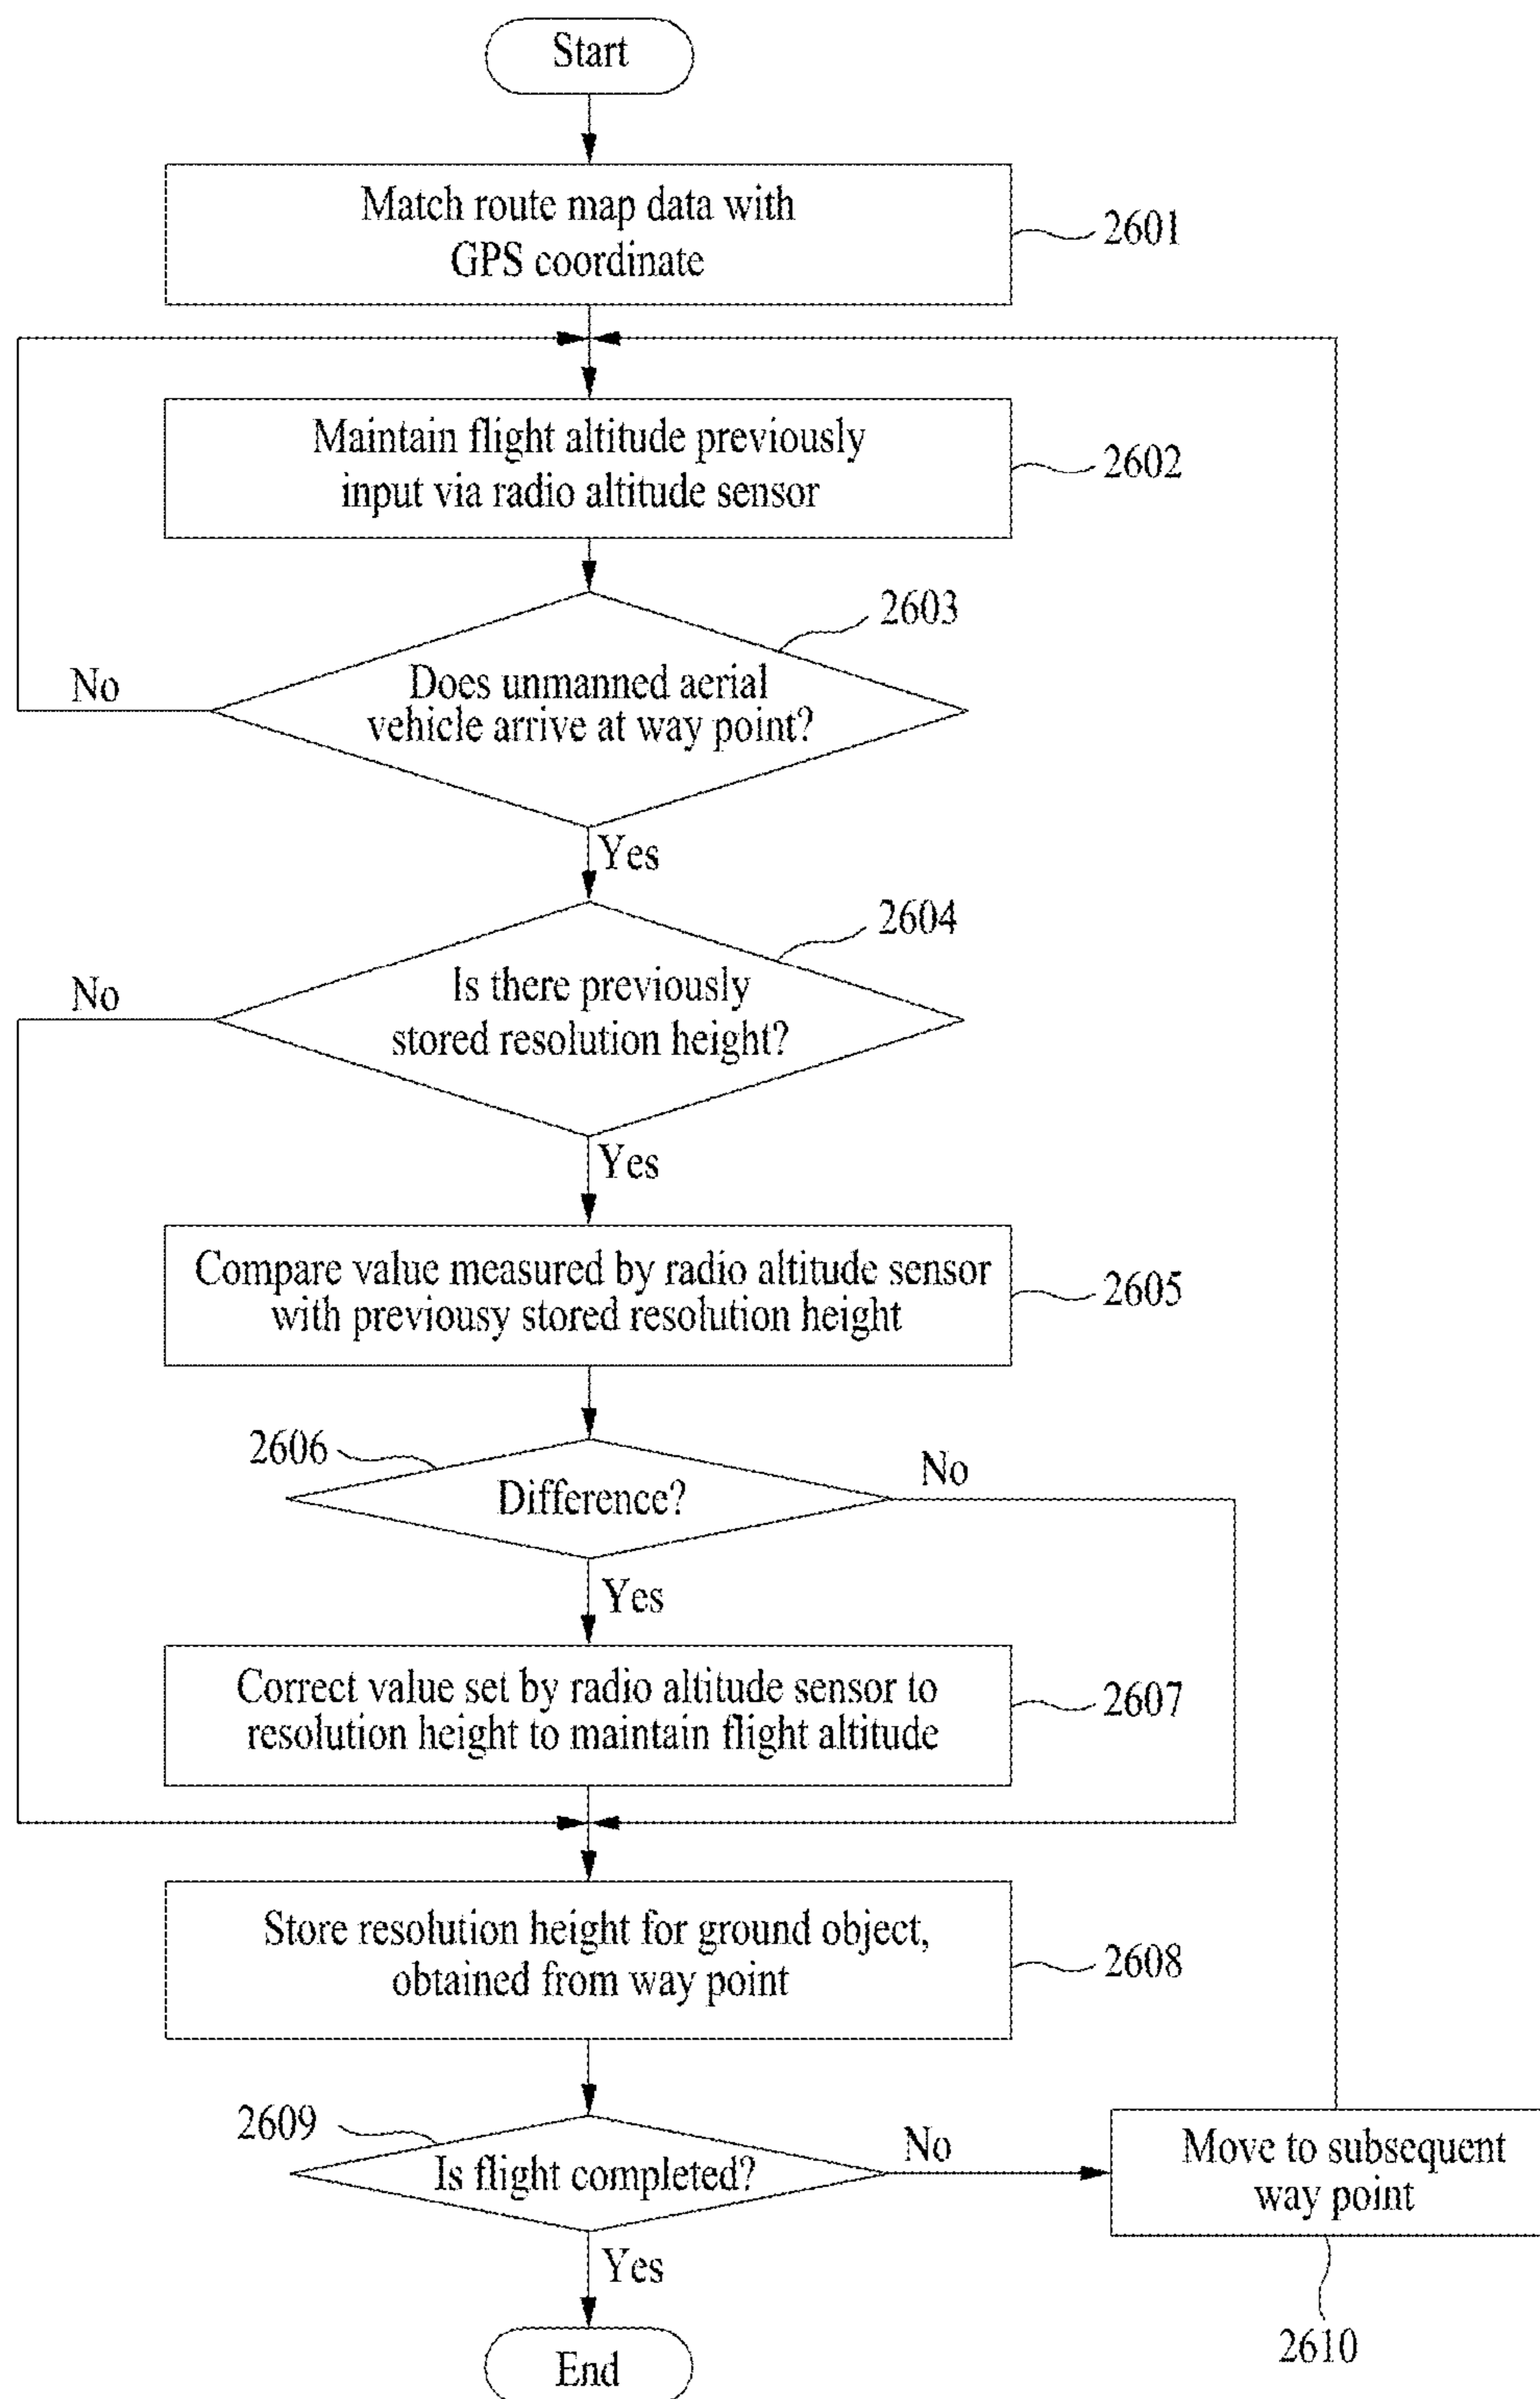 Start
Match route map data with
GPS coordinate
2601
Maintain flight altitude previously
input via radio altitude sensor
2602
2603
Does unmanned aerial
vehicle arrive at way point?
No
Yes
2604
Is there previously
stored resolution height?
No
Yes
Compare value measured by radio altitude sensor
with previousy stored resolution height
2605
2606
Difference?
No
Yes
Correct value set by radio altitude sensor to
resolution height to maintain flight altitude
2607
Store resolution height for ground object,
obtained from way point
2608
2609
Is flight completed?
No
Move to subsequent
way point
2610
Yes
End